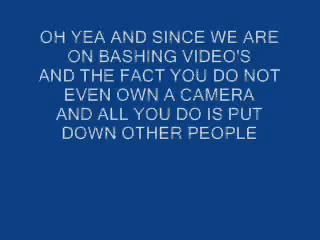 OH YEA AND SINCE WE ARE
ON BASHING VIDEO'S
AND THE FACT YOU DO NOT
EVEN OWN A CAMERA
AND ALL YOU DO IS PUT
DOWN OTHER PEOPLE